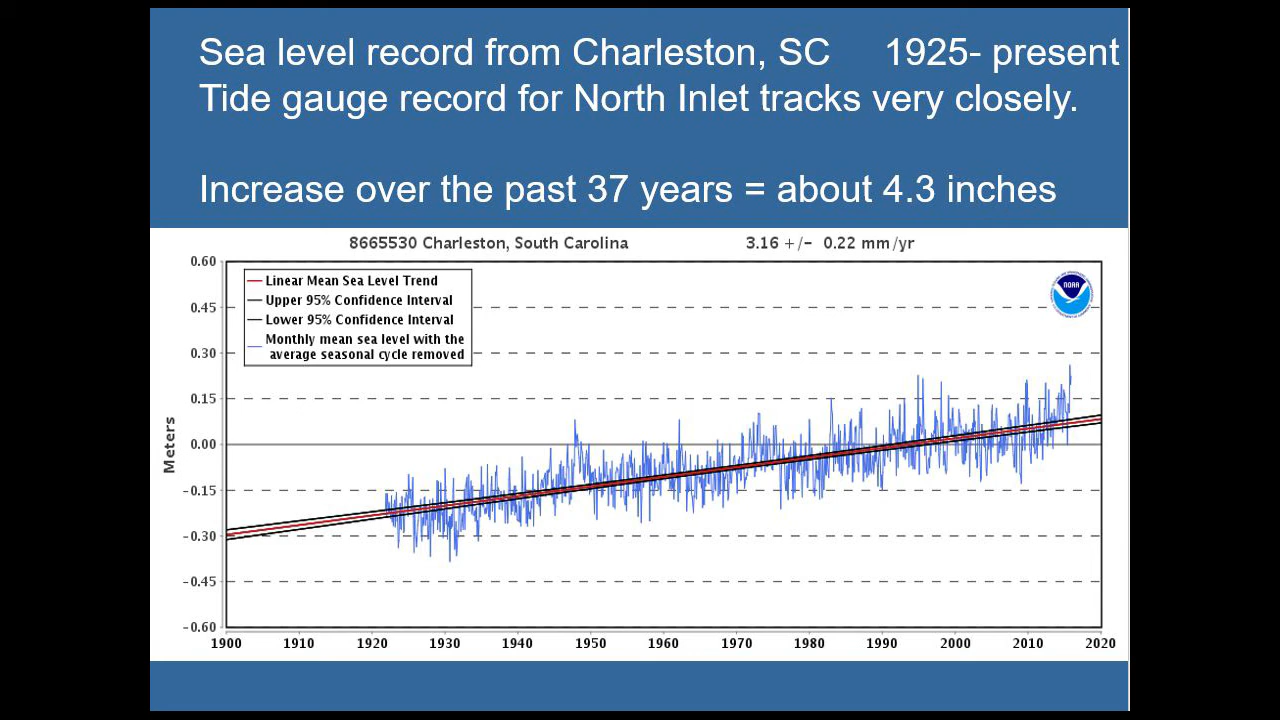 Sea level record from Charleston, SC 1925- present
Tide gauge record for North Inlet tracks very closely.
Increase over the past 37 years = about 4.3 inches
8665530 Charleston, South Carolina 3.16 +/- 0.22 mm/yr
Linear Mean Sea Level Trend
Upper 95% Confidence Interval
Lower 95% Confidence Interval
Monthly mean sea level with the
average seasonal cycle removed
NOAA
Meters
0.60
0.45
0.30
0.15
0.00
-0.15
-0.30
-0.45
-0.60
1900 1910 1920 1930 1940 1950 1960 1970 1980 1990 2000 2010 2020